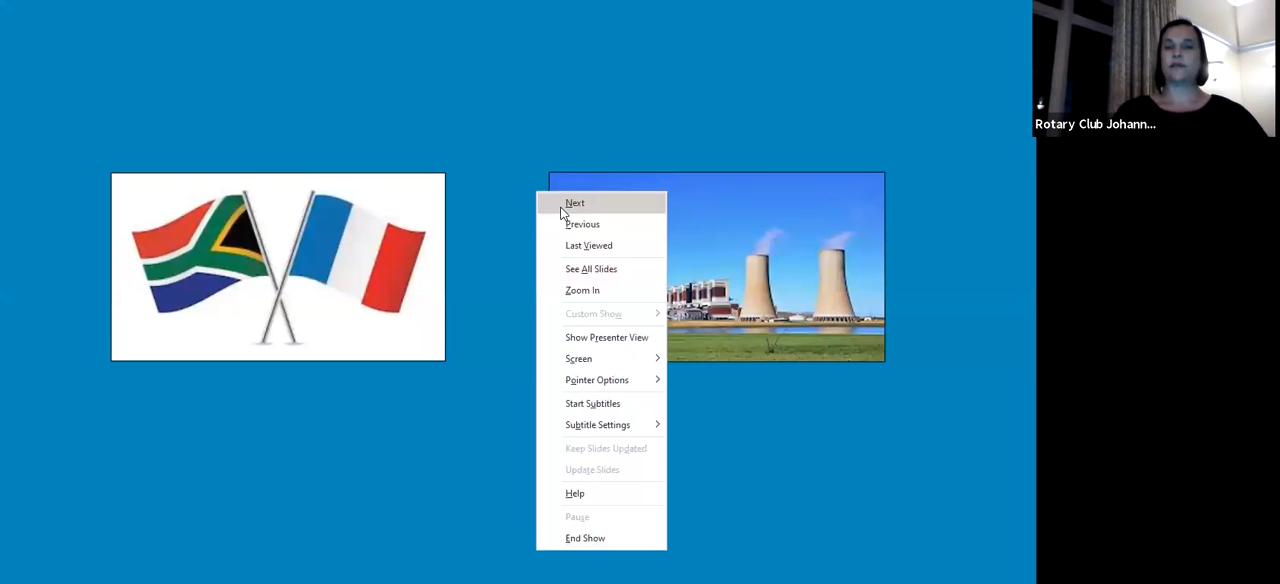 Rotary Club Johann...
Next
Previous
Last Viewed
See All Slides
Zoom In
Custom Show
Show Presenter View
Screen
Pointer Options
Start Subtitles
Subtitle Settings
Keep Slides Updated
Update Slides
Help
Pause
End Show